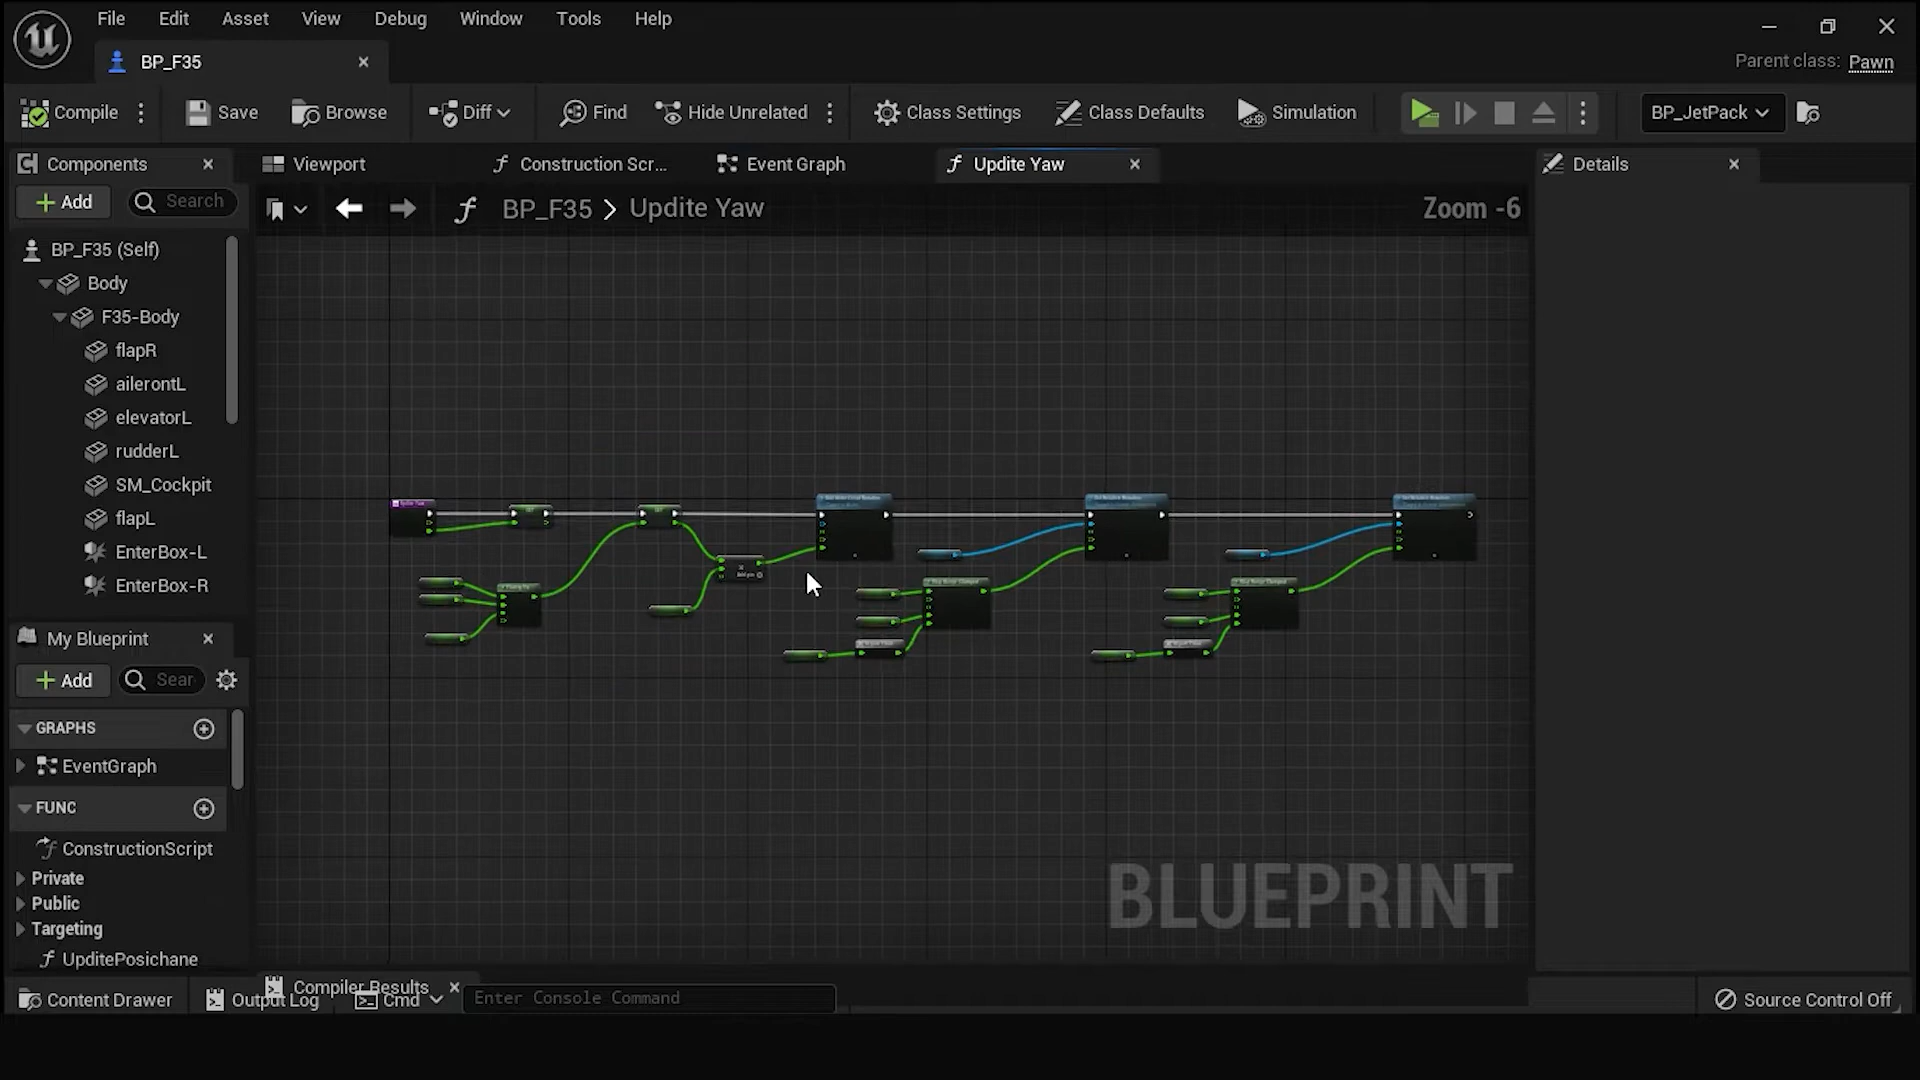 File Edit Asset View Debug Window Tools Help
BP_F35
Parent class: Pawn
Compile Save Browse Diff Find Hide Unrelated Class Settings Class Defaults Simulation BP_JetPack
Components Viewport Construction Scr... Event Graph Updite Yaw Details
Add Search BP_F35 > Updite Yaw Zoom -6
BP_F35 (Self)
Body
F35-Body
flapR
ailerontL
elevatorL
rudderL
SM_Cockpit
flapL
EnterBox-L
EnterBox-R
My Blueprint
Add Sear
GRAPHS
EventGraph
FUNC
ConstructionScript
Private
Public
Targeting
UpditePosichane
BLUEPRINT
Compiler Results
Content Drawer Output Log Cmd Enter Console Command Source Control Off